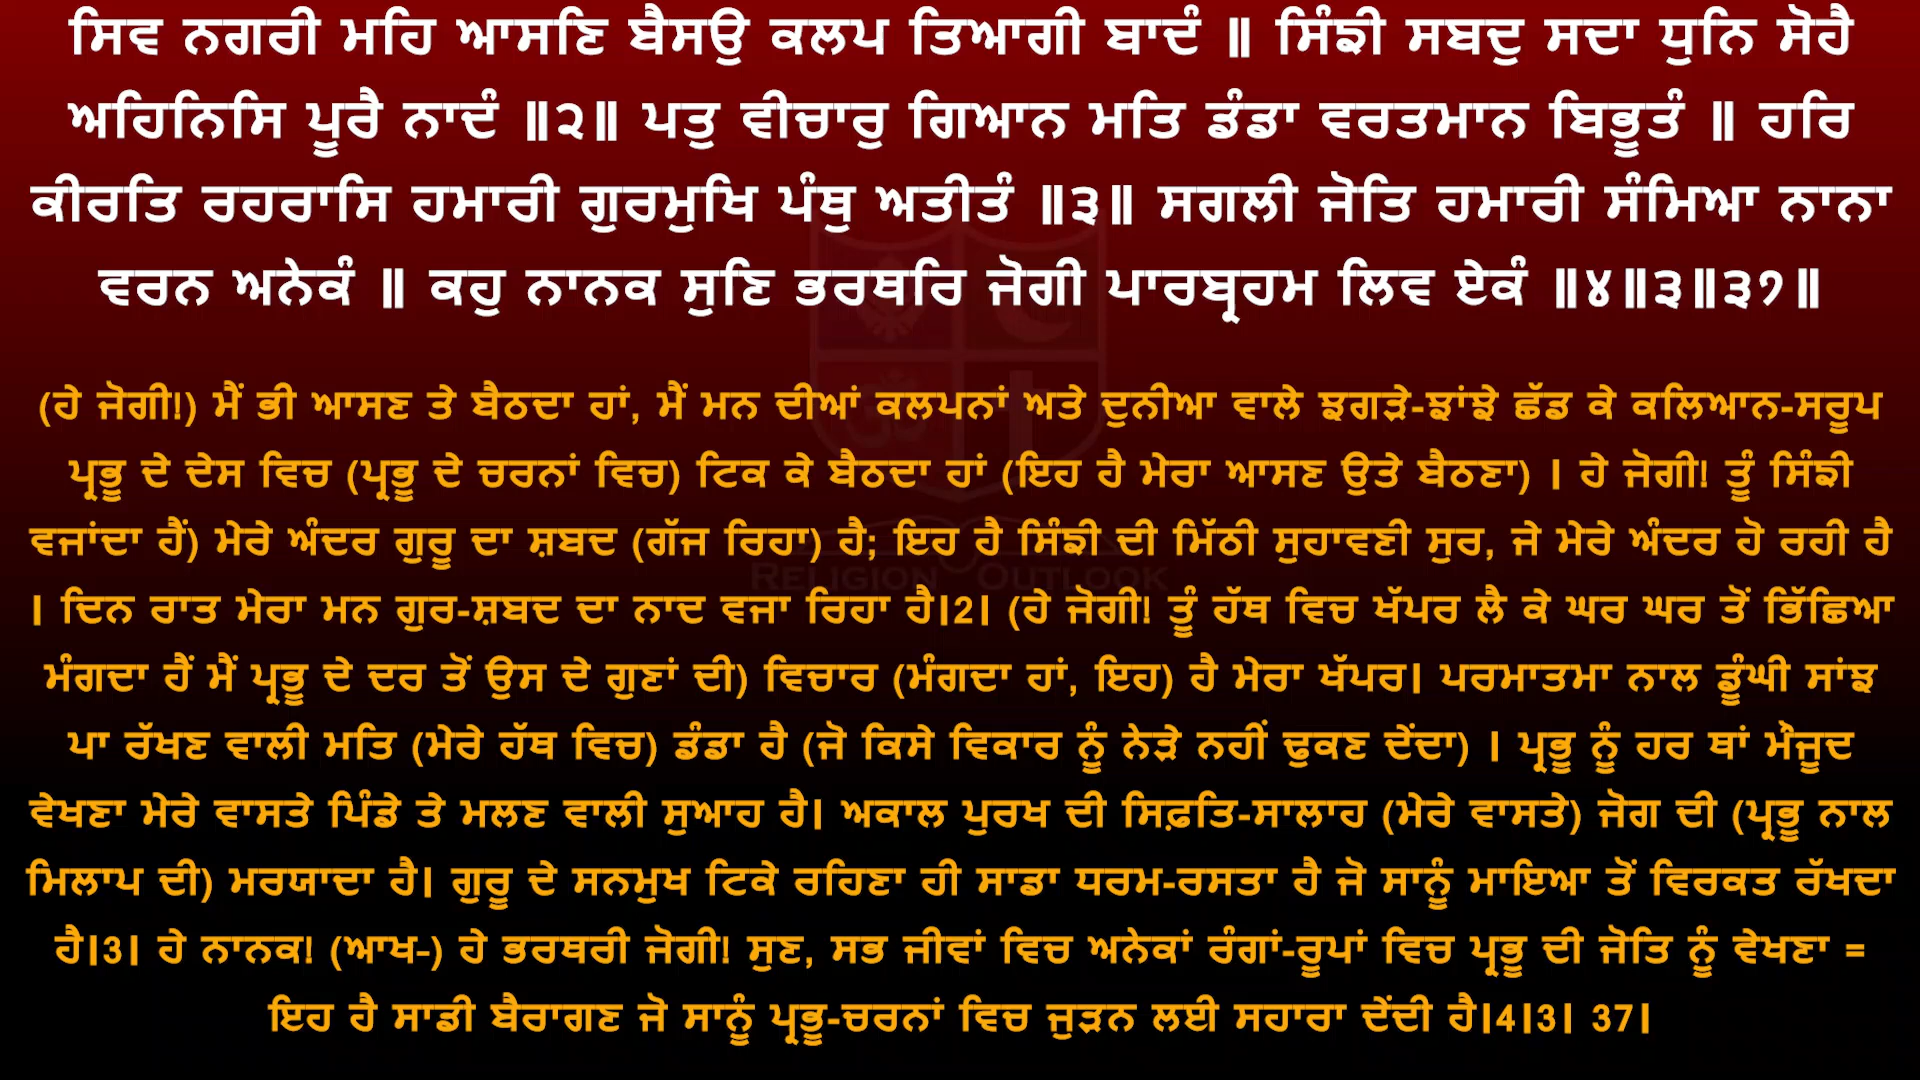 ਸਿਵ ਨਗਰੀ ਮਹਿ ਆਸਣਿ ਬੈਸਉ ਕਲਪ ਤਿਆਗੀ ਬਾਦੰ ॥ ਸਿੰਙੀ ਸਬਦੁ ਸਦਾ ਧੁਨਿ ਸੋਹੈ
ਅਹਿਨਿਸਿ ਪੂਰੈ ਨਾਦੰ ॥੨॥ ਪਤੁ ਵੀਚਾਰੁ ਗਿਆਨ ਮਤਿ ਡੰਡਾ ਵਰਤਮਾਨ ਬਿਭੂਤੰ ॥ ਹਰਿ
ਕੀਰਤਿ ਰਹਰਾਸਿ ਹਮਾਰੀ ਗੁਰਮੁਖਿ ਪੰਥੁ ਅਤੀਤੰ ॥੩॥ ਸਗਲੀ ਜੋਤਿ ਹਮਾਰੀ ਸੰਮਿਆ ਨਾਨਾ
ਵਰਨ ਅਨੇਕੰ ॥ ਕਹੁ ਨਾਨਕ ਸੁਣਿ ਭਰਥਰਿ ਜੋਗੀ ਪਾਰਬ੍ਰਹਮ ਲਿਵ ਏਕੰ ॥੪॥੩॥੩੭॥
(ਹੇ ਜੋਗੀ!) ਮੈਂ ਭੀ ਆਸਣ ਤੇ ਬੈਠਦਾ ਹਾਂ, ਮੈਂ ਮਨ ਦੀਆਂ ਕਲਪਨਾਂ ਅਤੇ ਦੁਨੀਆ ਵਾਲੇ ਝਗੜੇ-ਝਾਂਝੇ ਛੱਡ ਕੇ ਕਲਿਆਨ-ਸਰੂਪ
ਪ੍ਰਭੂ ਦੇ ਦੇਸ ਵਿਚ (ਪ੍ਰਭੂ ਦੇ ਚਰਨਾਂ ਵਿਚ) ਟਿਕ ਕੇ ਬੈਠਦਾ ਹਾਂ (ਇਹ ਹੈ ਮੇਰਾ ਆਸਣ ਉਤੇ ਬੈਠਣਾ) । ਹੇ ਜੋਗੀ! ਤੂੰ ਸਿੰਙੀ
ਵਜਾਂਦਾ ਹੈਂ) ਮੇਰੇ ਅੰਦਰ ਗੁਰੂ ਦਾ ਸ਼ਬਦ (ਗੱਜ ਰਿਹਾ) ਹੈ; ਇਹ ਹੈ ਸਿੰਙੀ ਦੀ ਮਿੱਠੀ ਸੁਹਾਵਣੀ ਸੁਰ, ਜੇ ਮੇਰੇ ਅੰਦਰ ਹੋ ਰਹੀ ਹੈ
RELIGION OUTLOOK
। ਦਿਨ ਰਾਤ ਮੇਰਾ ਮਨ ਗੁਰ-ਸ਼ਬਦ ਦਾ ਨਾਦ ਵਜਾ ਰਿਹਾ ਹੈ।2। (ਹੇ ਜੋਗੀ! ਤੂੰ ਹੱਥ ਵਿਚ ਖੱਪਰ ਲੈ ਕੇ ਘਰ ਘਰ ਤੋਂ ਭਿੱਛਿਆ
ਮੰਗਦਾ ਹੈਂ ਮੈਂ ਪ੍ਰਭੂ ਦੇ ਦਰ ਤੋਂ ਉਸ ਦੇ ਗੁਣਾਂ ਦੀ) ਵਿਚਾਰ (ਮੰਗਦਾ ਹਾਂ, ਇਹ) ਹੈ ਮੇਰਾ ਖੱਪਰ। ਪਰਮਾਤਮਾ ਨਾਲ ਡੂੰਘੀ ਸਾਂਝ
ਪਾ ਰੱਖਣ ਵਾਲੀ ਮਤਿ (ਮੇਰੇ ਹੱਥ ਵਿਚ) ਡੰਡਾ ਹੈ (ਜੋ ਕਿਸੇ ਵਿਕਾਰ ਨੂੰ ਨੇੜੇ ਨਹੀਂ ਢੁਕਣ ਦੇਂਦਾ) । ਪ੍ਰਭੂ ਨੂੰ ਹਰ ਥਾਂ ਮੌਜੂਦ
ਵੇਖਣਾ ਮੇਰੇ ਵਾਸਤੇ ਪਿੰਡੇ ਤੇ ਮਲਣ ਵਾਲੀ ਸੁਆਹ ਹੈ। ਅਕਾਲ ਪੁਰਖ ਦੀ ਸਿਫ਼ਤਿ-ਸਾਲਾਹ (ਮੇਰੇ ਵਾਸਤੇ) ਜੋਗ ਦੀ (ਪ੍ਰਭੂ ਨਾਲ
ਮਿਲਾਪ ਦੀ) ਮਰਯਾਦਾ ਹੈ। ਗੁਰੂ ਦੇ ਸਨਮੁਖ ਟਿਕੇ ਰਹਿਣਾ ਹੀ ਸਾਡਾ ਧਰਮ-ਰਸਤਾ ਹੈ ਜੋ ਸਾਨੂੰ ਮਾਇਆ ਤੋਂ ਵਿਰਕਤ ਰੱਖਦਾ
ਹੈ।3। ਹੇ ਨਾਨਕ! (ਆਖ-) ਹੇ ਭਰਥਰੀ ਜੋਗੀ! ਸੁਣ, ਸਭ ਜੀਵਾਂ ਵਿਚ ਅਨੇਕਾਂ ਰੰਗਾਂ-ਰੂਪਾਂ ਵਿਚ ਪ੍ਰਭੂ ਦੀ ਜੋਤਿ ਨੂੰ ਵੇਖਣਾ =
ਇਹ ਹੈ ਸਾਡੀ ਬੈਰਾਗਣ ਜੋ ਸਾਨੂੰ ਪ੍ਰਭੂ-ਚਰਨਾਂ ਵਿਚ ਜੁੜਨ ਲਈ ਸਹਾਰਾ ਦੇਂਦੀ ਹੈ।4।3। 37।